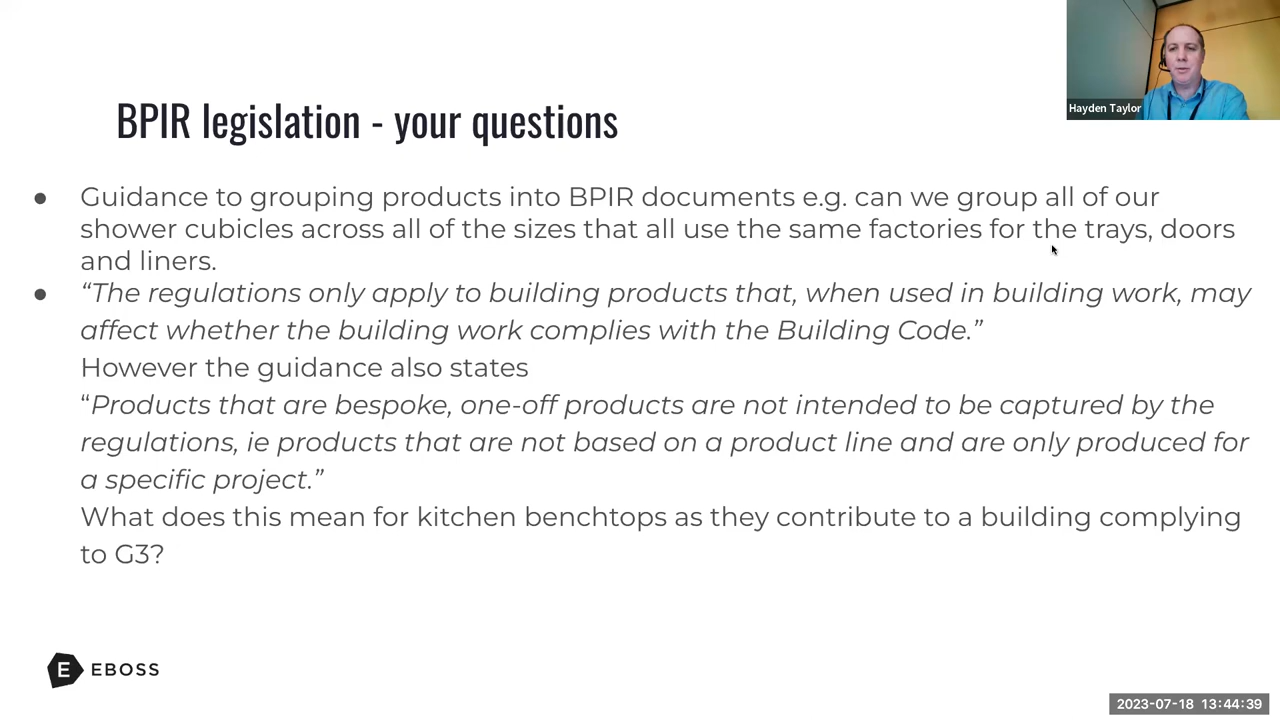 Hayden Taylor
BPIR legislation - your questions
● Guidance to grouping products into BPIR documents e.g. can we group all of our
shower cubicles across all of the sizes that all use the same factories for the trays, doors
and liners.
● “The regulations only apply to building products that, when used in building work, may
affect whether the building work complies with the Building Code.”
However the guidance also states
“Products that are bespoke, one-off products are not intended to be captured by the
regulations, ie products that are not based on a product line and are only produced for
a specific project.”
What does this mean for kitchen benchtops as they contribute to a building complying
to G3?
E EBOSS
2023-07-18 13:44:39